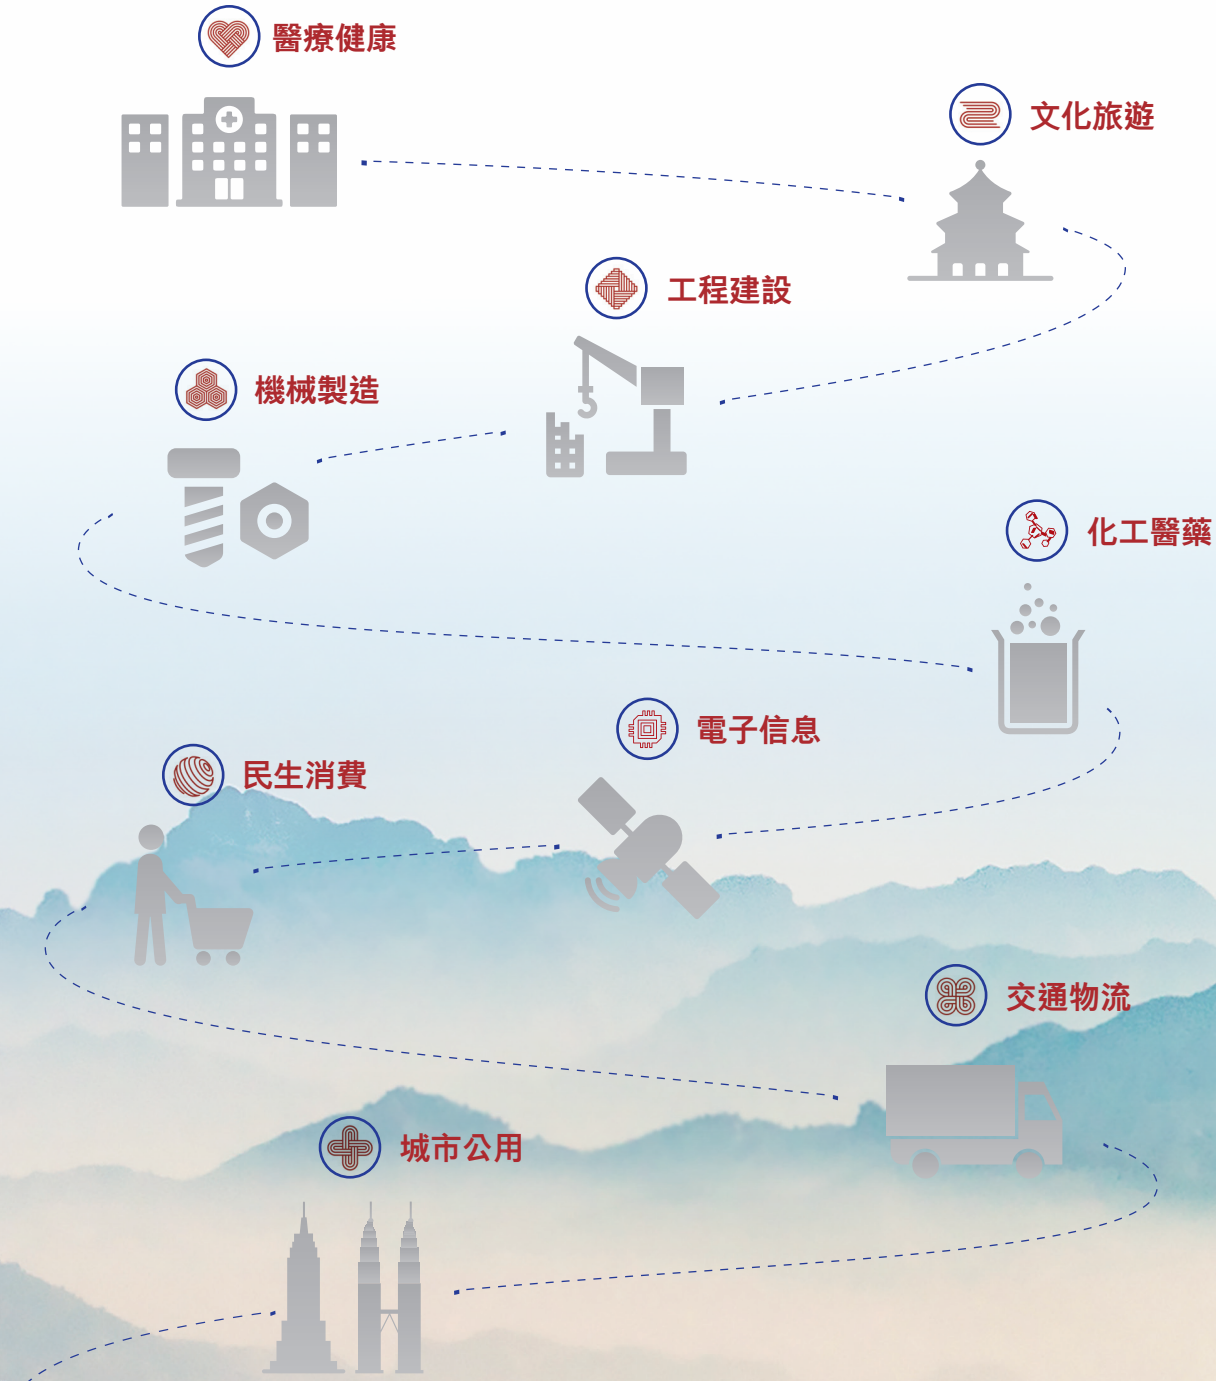 醫療健康
文化旅遊
工程建設
機械製造
化工醫藥
電子信息
民生消費
交通物流
城市公用